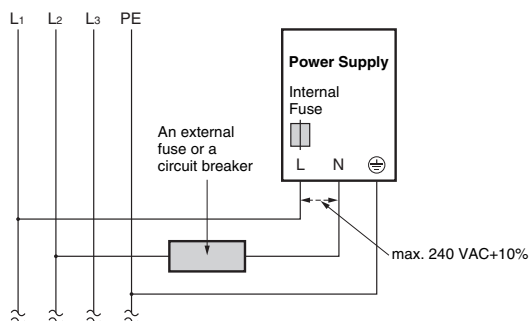 L1 L2 L3 PE
Power Supply
Internal
Fuse
L N
An external
fuse or a
circuit breaker
max. 240 VAC+10%